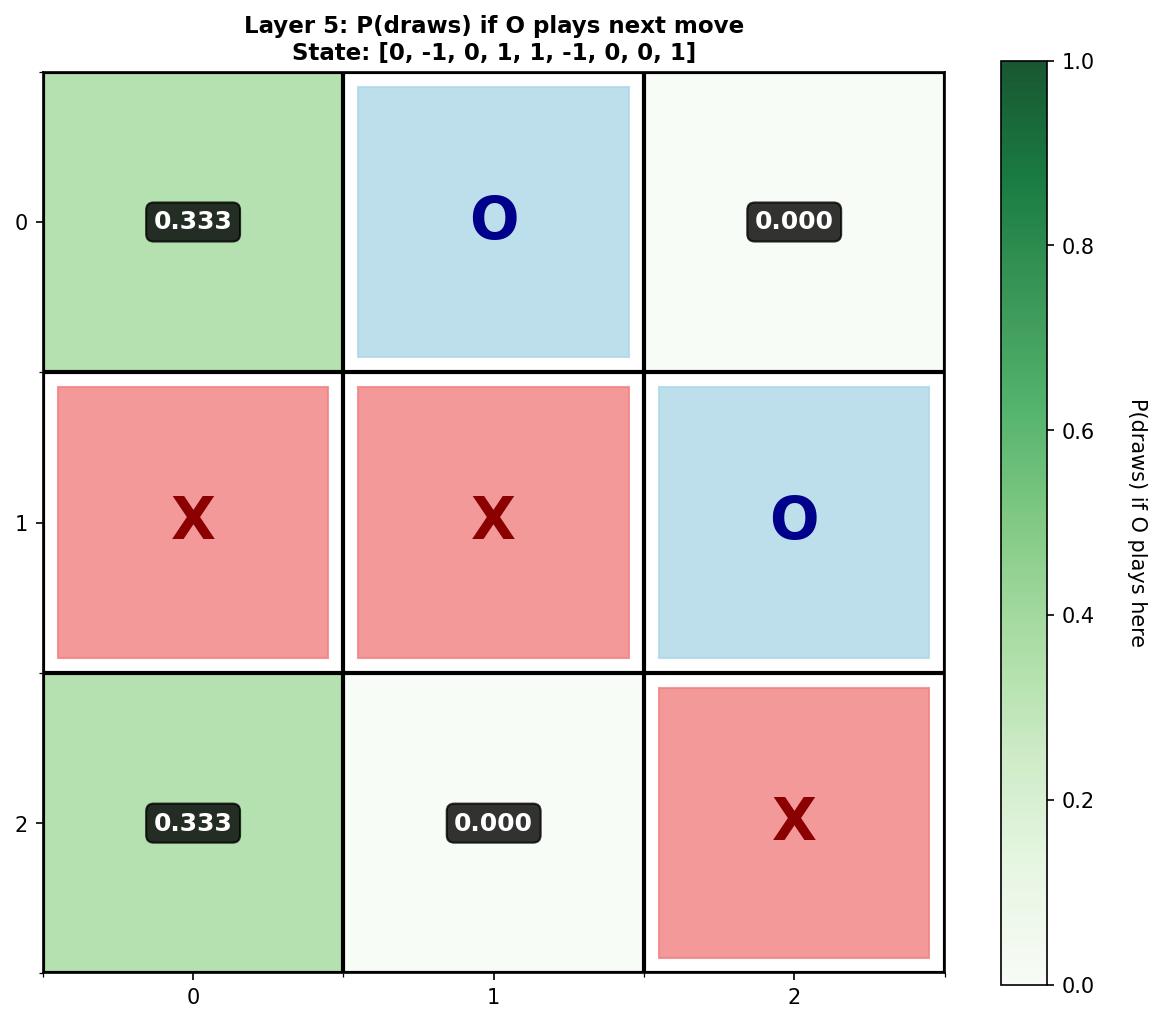 Layer 5: P(draws) if O plays next move
State: [0, -1, 0, 1, 1, -1, 0, 0, 1]
0.333
O
0.000
X
X
O
0.333
0.000
X
0
1
2
0
1
2
1.0
0.8
0.6
0.4
0.2
0.0
P(draws) if O plays here